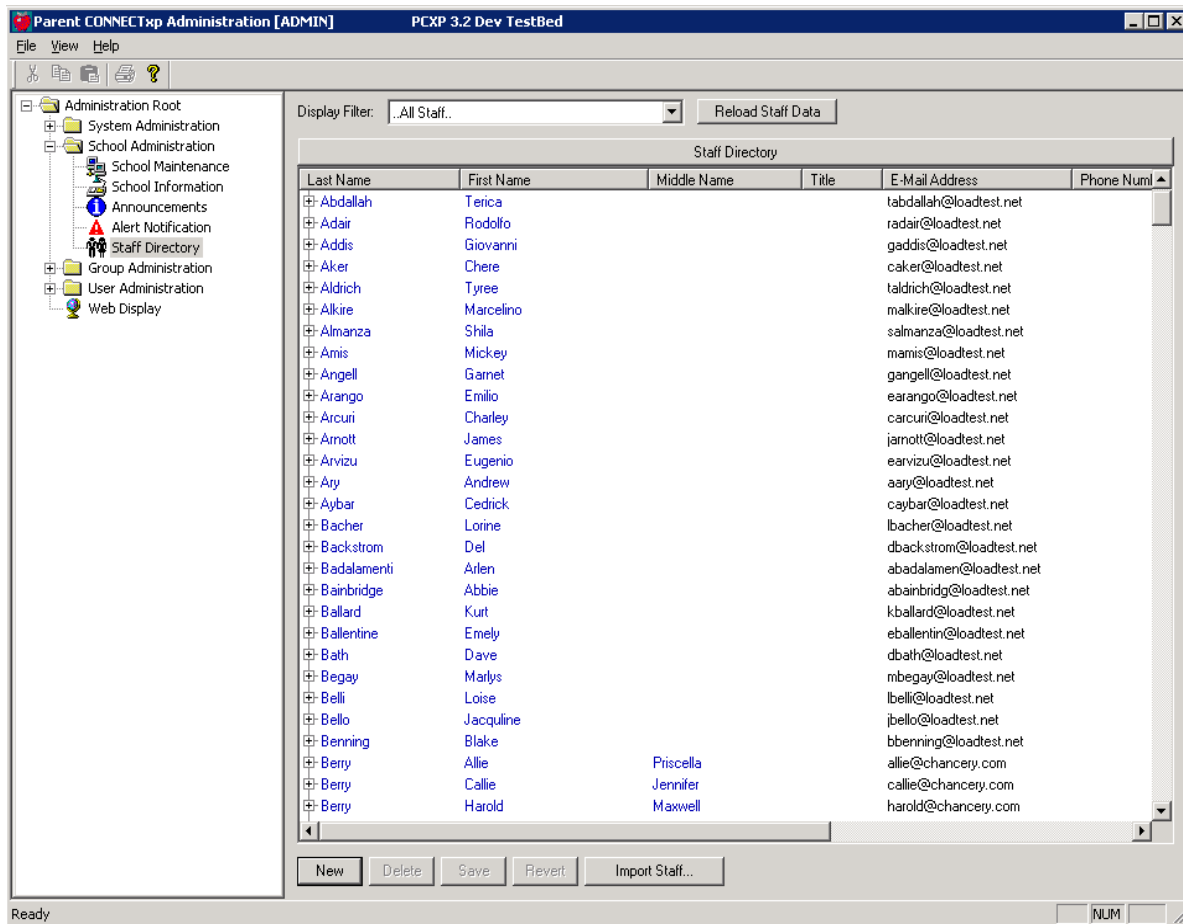 Parent CONNECTxp Administration [ADMIN] PCXP 3.2 Dev TestBed
File View Help
Administration Root
System Administration
School Administration
School Maintenance
School Information
Announcements
Alert Notification
Staff Directory
Group Administration
User Administration
Web Display
Display Filter: ..All Staff.. Reload Staff Data
Staff Directory
Last Name First Name Middle Name Title E-Mail Address Phone Numl
Abdallah Terica tabdallah@loadtest.net
Adair Rodolfo radair@loadtest.net
Addis Giovanni gaddis@loadtest.net
Aker Chere caker@loadtest.net
Aldrich Tyree taldrich@loadtest.net
Alkire Marcelino malkire@loadtest.net
Almanza Shila salmanza@loadtest.net
Amis Mickey mamis@loadtest.net
Angell Garnet gangell@loadtest.net
Arango Emilio earango@loadtest.net
Arcuri Charley carcuri@loadtest.net
Arnott James jarnott@loadtest.net
Arvizu Eugenio earvizu@loadtest.net
Ary Andrew aary@loadtest.net
Aybar Cedrick caybar@loadtest.net
Bacher Lorine lbacher@loadtest.net
Backstrom Del dbackstrom@loadtest.net
Badalamenti Arlen abadalamen@loadtest.net
Bainbridge Abbie abainbridg@loadtest.net
Ballard Kurt kballard@loadtest.net
Ballentine Emely eballentin@loadtest.net
Bath Dave dbath@loadtest.net
Begay Marlys mbegay@loadtest.net
Belli Loise lbelli@loadtest.net
Bello Jacquline jbello@loadtest.net
Benning Blake bbenning@loadtest.net
Berry Allie Priscella allie@chancery.com
Berry Callie Jennifer callie@chancery.com
Berry Harold Maxwell harold@chancery.com
New Delete Save Revert Import Staff...
Ready NUM